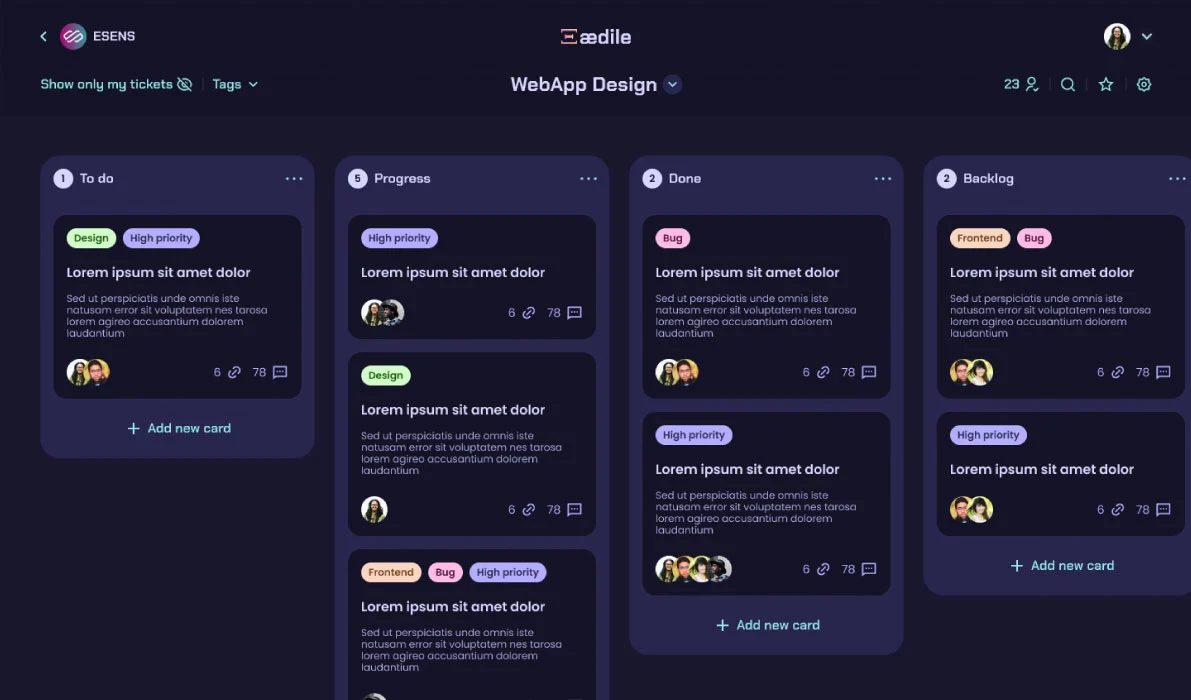 ESENS
ædile
Show only my tickets
Tags
WebApp Design
23
1 To do
Design High priority
Lorem ipsum sit amet dolor
Sed ut perspiciatis unde omnis iste
natusam error sit voluptatem nes tarosa
lorem agireo accusantium dolorem
laudantium
6 78
+ Add new card
5 Progress
High priority
Lorem ipsum sit amet dolor
6 78
Design
Lorem ipsum sit amet dolor
Sed ut perspiciatis unde omnis iste
natusam error sit voluptatem nes tarosa
lorem agireo accusantium dolorem
laudantium
6 78
Frontend Bug High priority
Lorem ipsum sit amet dolor
Sed ut perspiciatis unde omnis iste
natusam error sit voluptatem nes tarosa
lorem agireo accusantium dolorem
laudantium
2 Done
Bug
Lorem ipsum sit amet dolor
Sed ut perspiciatis unde omnis iste
natusam error sit voluptatem nes tarosa
lorem agireo accusantium dolorem
laudantium
6 78
High priority
Lorem ipsum sit amet dolor
Sed ut perspiciatis unde omnis iste
natusam error sit voluptatem nes tarosa
lorem agireo accusantium dolorem
laudantium
6 78
+ Add new card
2 Backlog
Frontend Bug
Lorem ipsum sit amet dolor
Sed ut perspiciatis unde omnis iste
natusam error sit voluptatem nes tarosa
lorem agireo accusantium dolorem
laudantium
6 78
High priority
Lorem ipsum sit amet dolor
6 78
+ Add new card